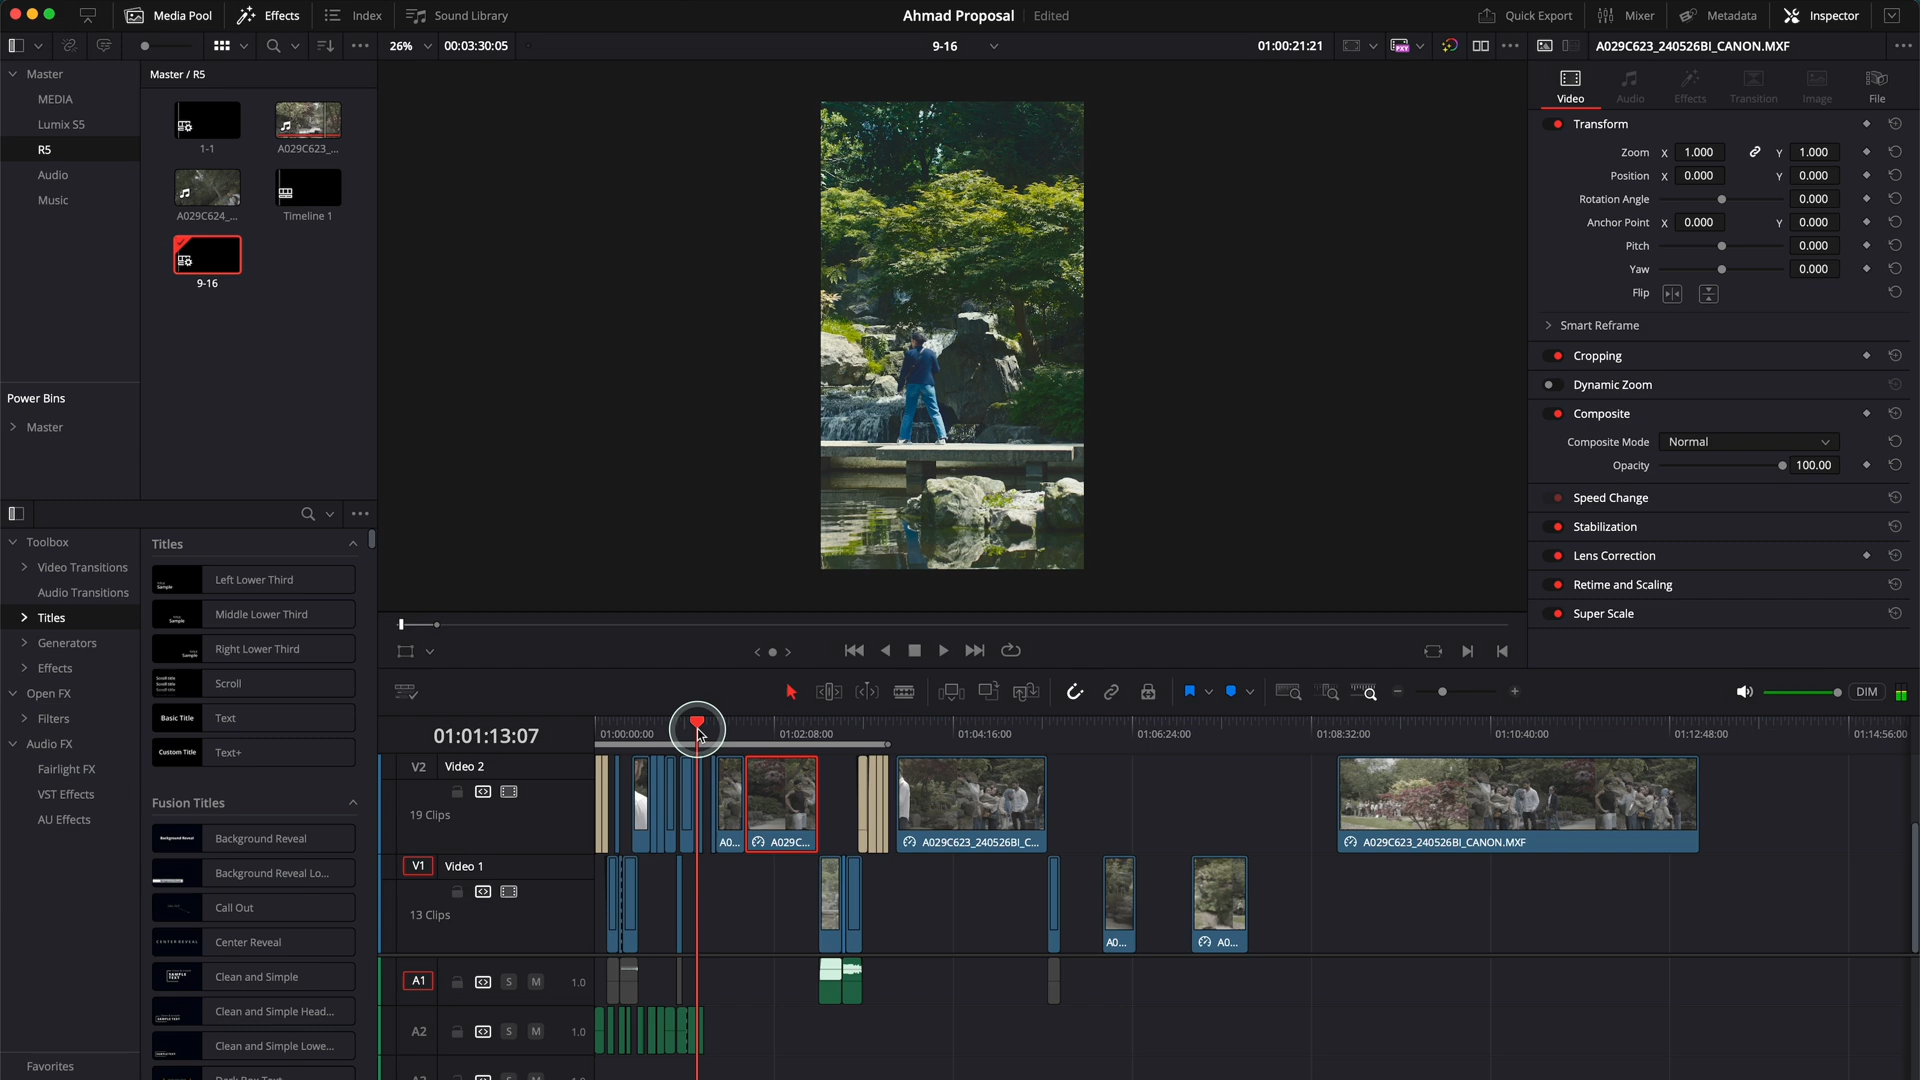 Media Pool
Effects
Index
Sound Library
Ahmad Proposal
Edited
Quick Export
Mixer
Metadata
Inspector
26%
00:03:30:05
9-16
01:00:21:21
A029C623_240526BI_CANON.MXF
Master
MEDIA
Lumix S5
R5
Audio
Music
Power Bins
Master
Master / R5
1-1
A029C623_...
A029C624_...
Timeline 1
9-16
Video
Audio
Effects
Transition
Image
File
Transform
Zoom X 1.000 Y 1.000
Position X 0.000 Y 0.000
Rotation Angle 0.000
Anchor Point X 0.000 Y 0.000
Pitch 0.000
Yaw 0.000
Flip
Smart Reframe
Cropping
Dynamic Zoom
Composite
Composite Mode Normal
Opacity 100.00
Speed Change
Stabilization
Lens Correction
Retime and Scaling
Super Scale
Toolbox
Video Transitions
Audio Transitions
Titles
Generators
Effects
Open FX
Filters
Audio FX
Fairlight FX
VST Effects
AU Effects
Favorites
Titles
Left Lower Third
Middle Lower Third
Right Lower Third
Scroll
Basic Title Text
Custom Title Text+
Fusion Titles
Background Reveal
Background Reveal Lo...
Call Out
Center Reveal
Clean and Simple
Clean and Simple Head...
Clean and Simple Lowe...
DIM
01:01:13:07
01:00:00:00
01:02:08:00
01:04:16:00
01:06:24:00
01:08:32:00
01:10:40:00
01:12:48:00
01:14:56:00
V2 Video 2
19 Clips
A0...
A029C...
A029C623_240526BI_C...
A029C623_240526BI_CANON.MXF
V1 Video 1
13 Clips
A0...
A0...
A1 S M 1.0
A2 S M 1.0